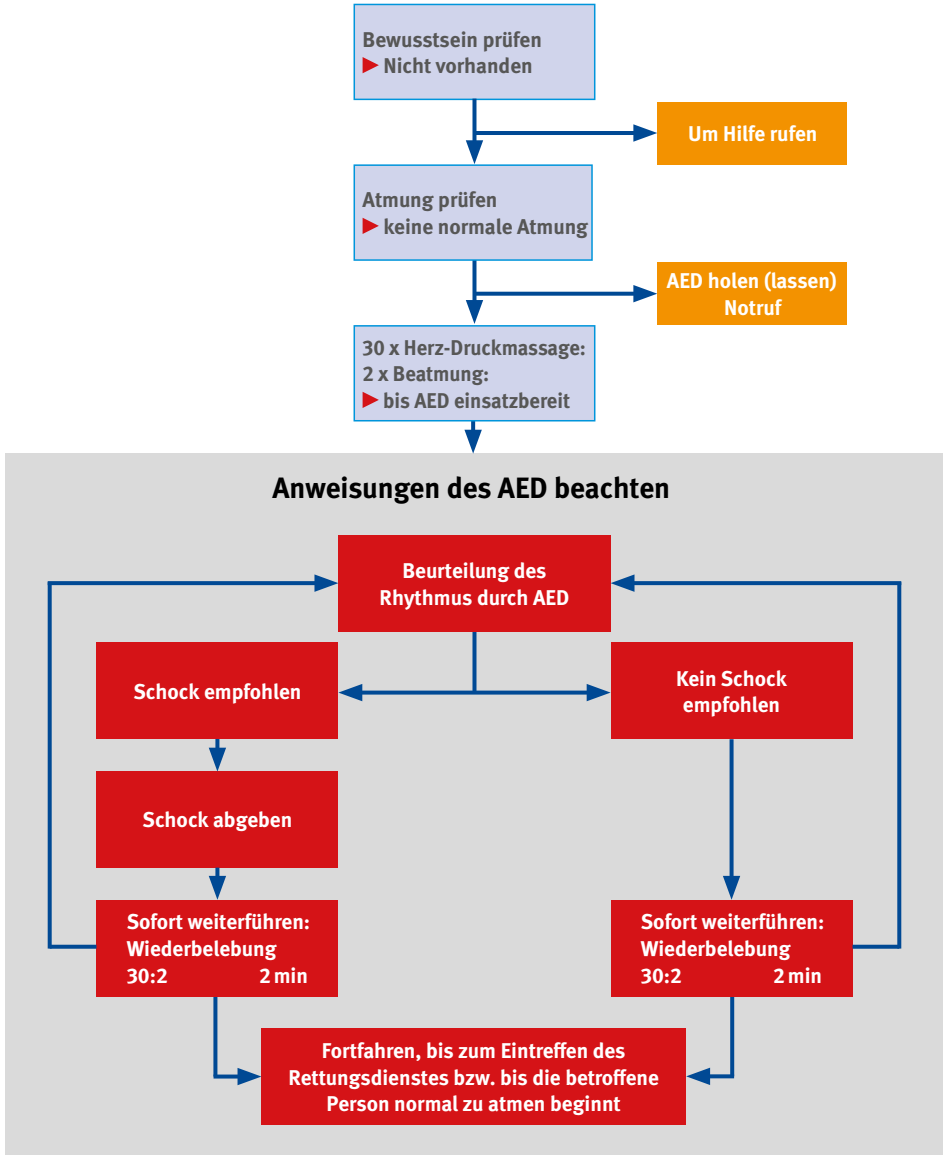 Bewusstsein prüfen
▶ Nicht vorhanden
Um Hilfe rufen
Atmung prüfen
▶ keine normale Atmung
AED holen (lassen)
Notruf
30 x Herz-Druckmassage:
2 x Beatmung:
▶ bis AED einsatzbereit
Anweisungen des AED beachten
Beurteilung des
Rhythmus durch AED
Schock empfohlen
Kein Schock
empfohlen
Schock abgeben
Sofort weiterführen:
Wiederbelebung
30:2 2 min
Sofort weiterführen:
Wiederbelebung
30:2 2 min
Fortfahren, bis zum Eintreffen des
Rettungsdienstes bzw. bis die betroffene
Person normal zu atmen beginnt